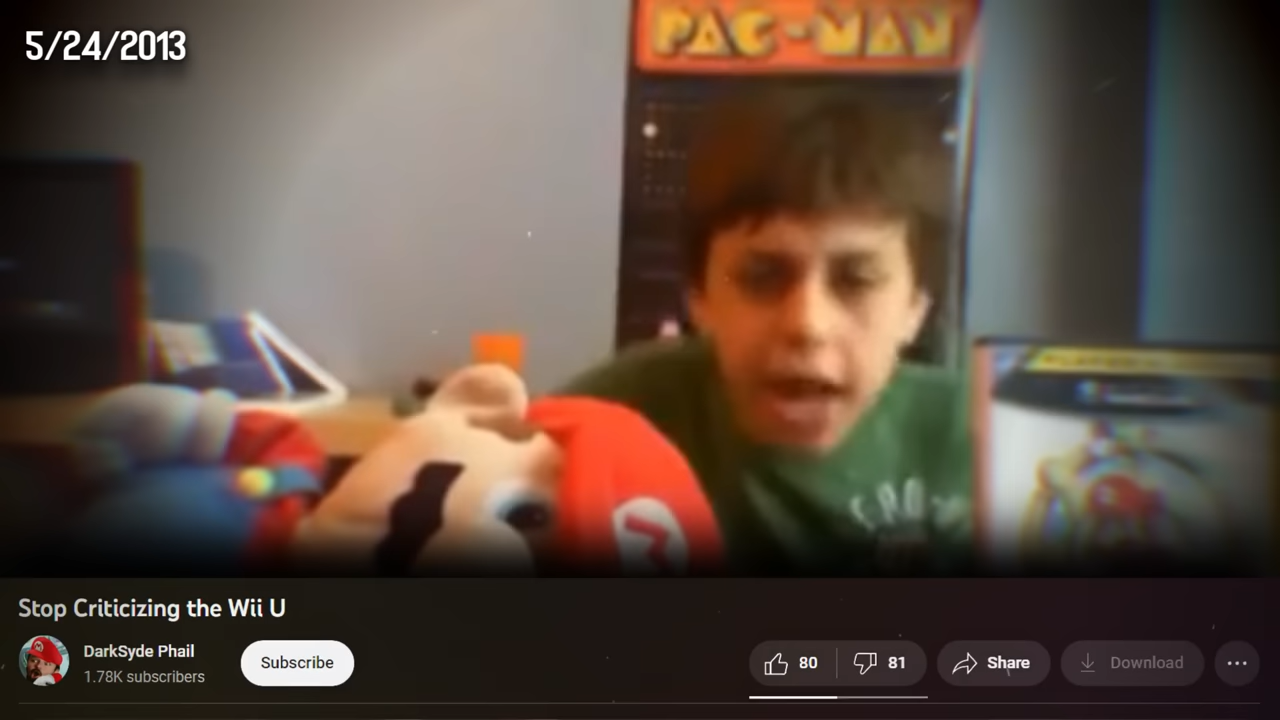 5/24/2013
PAC-MAN
Stop Criticizing the Wii U
DarkSyde Phail
1.78K subscribers
Subscribe
80
81
Share
Download